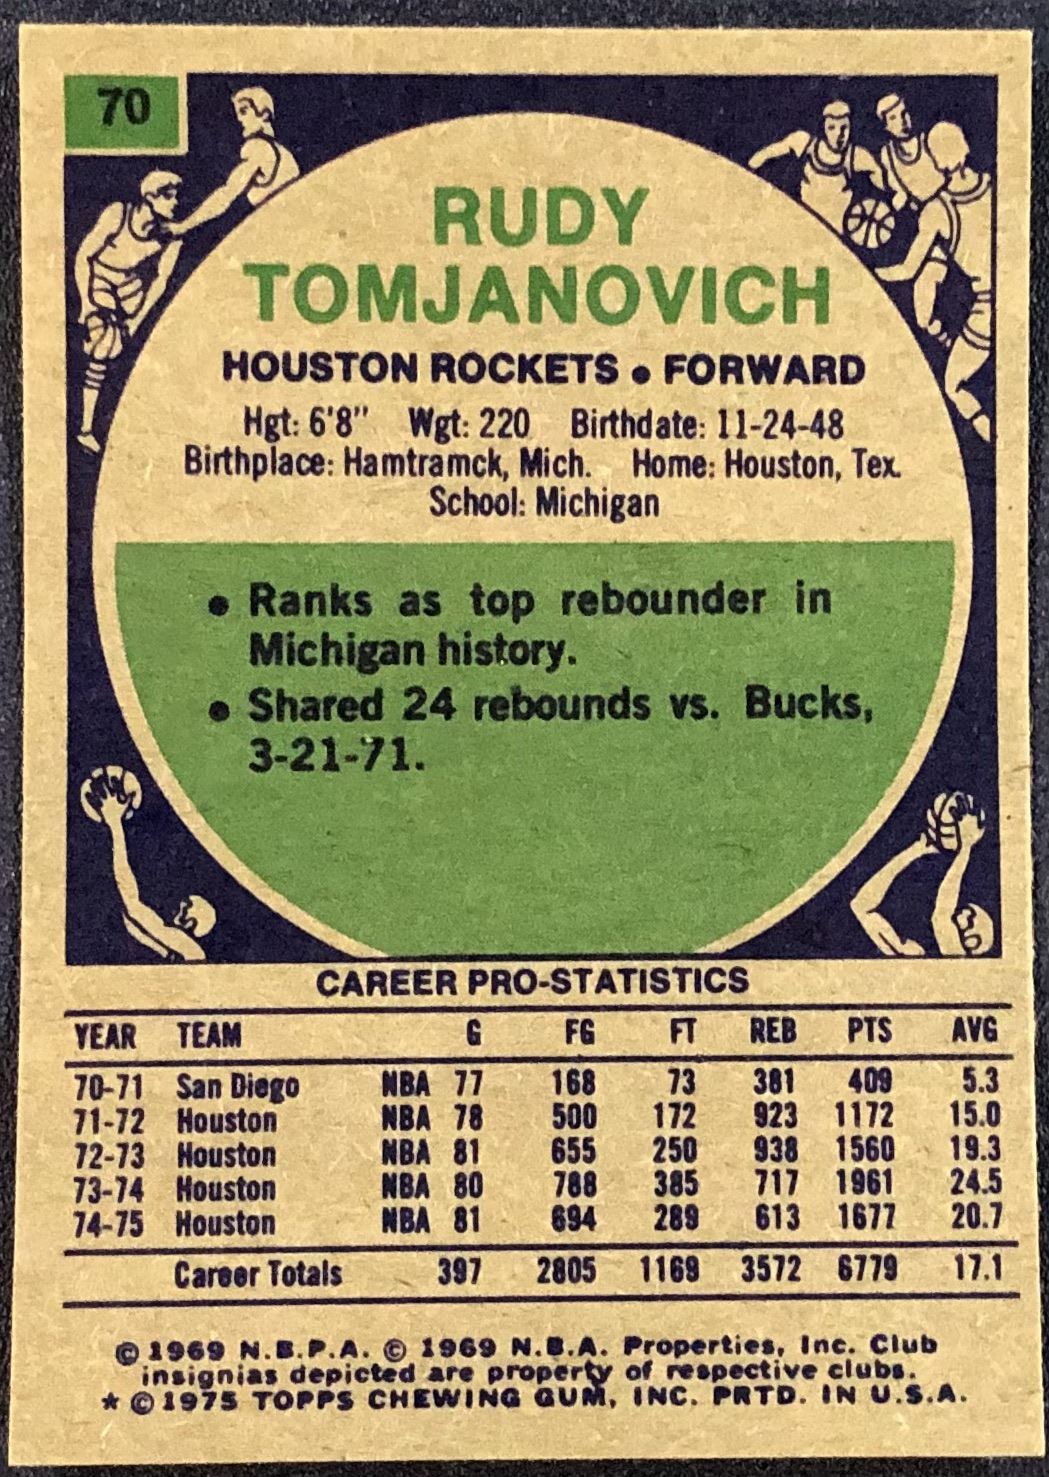 70
RUDY
TOMJANOVICH
HOUSTON ROCKETS • FORWARD
Hgt: 6'8" Wgt: 220 Birthdate: 11-24-48
Birthplace: Hamtramck, Mich. Home: Houston, Tex.
School: Michigan
• Ranks as top rebounder in
Michigan history.
• Shared 24 rebounds vs. Bucks,
3-21-71.
CAREER PRO-STATISTICS
YEAR TEAM G FG FT REB PTS AVG
70-71 San Diego NBA 77 168 73 381 409 5.3
71-72 Houston NBA 78 500 172 923 1172 15.0
72-73 Houston NBA 81 655 250 938 1560 19.3
73-74 Houston NBA 80 788 385 717 1961 24.5
74-75 Houston NBA 81 694 289 613 1677 20.7
Career Totals 397 2805 1169 3572 6779 17.1
© 1969 N.B.P.A. © 1969 N.B.A. Properties, Inc. Club
insignias depicted are property of respective clubs.
* © 1975 TOPPS CHEWING GUM, INC. PRTD. IN U.S.A.